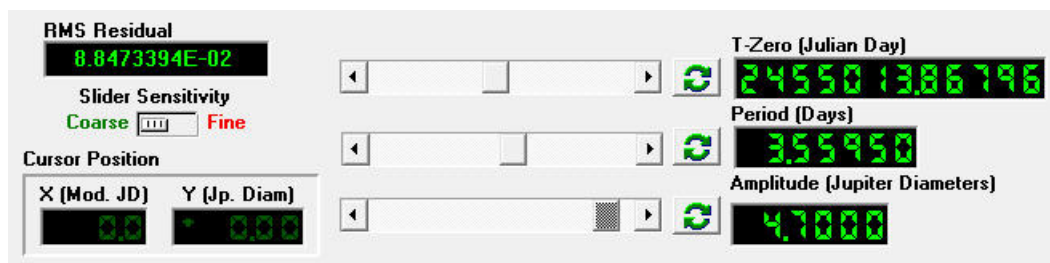 RMS Residual
8.8473394E-02
Slider Sensitivity
Coarse Fine
Cursor Position
X (Mod. JD) Y (Jp. Diam)
0.0 + 0.00
T-Zero (Julian Day)
2455013.86796
Period (Days)
3.55950
Amplitude (Jupiter Diameters)
4.7000